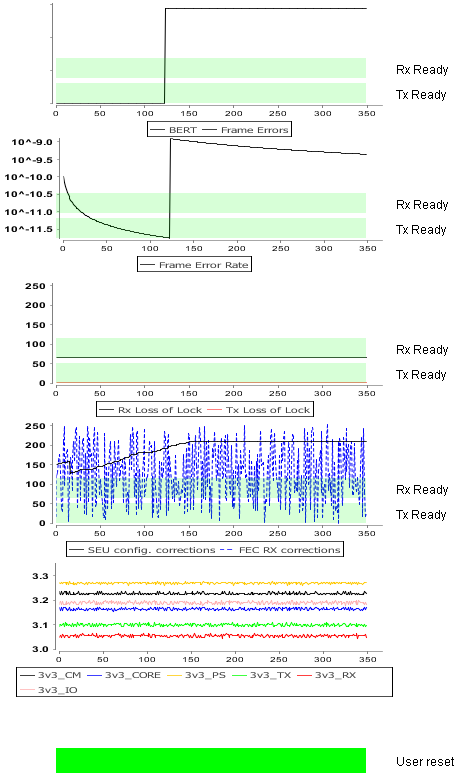 Rx Ready
Tx Ready
0 50 100 150 200 250 300 350
BERT Frame Errors
10^-9.0
10^-9.5
10^-10.0
10^-10.5
10^-11.0
10^-11.5
Rx Ready
Tx Ready
0 50 100 150 200 250 300 350
Frame Error Rate
250
200
150
100
50
0
Rx Ready
Tx Ready
0 50 100 150 200 250 300 350
Rx Loss of Lock Tx Loss of Lock
250
200
150
100
50
0
Rx Ready
Tx Ready
0 50 100 150 200 250 300 350
SEU config. corrections FEC RX corrections
3.3
3.2
3.1
3.0
0 50 100 150 200 250 300 350
3v3_CM 3v3_CORE 3v3_PS 3v3_TX 3v3_RX
3v3_IO
User reset